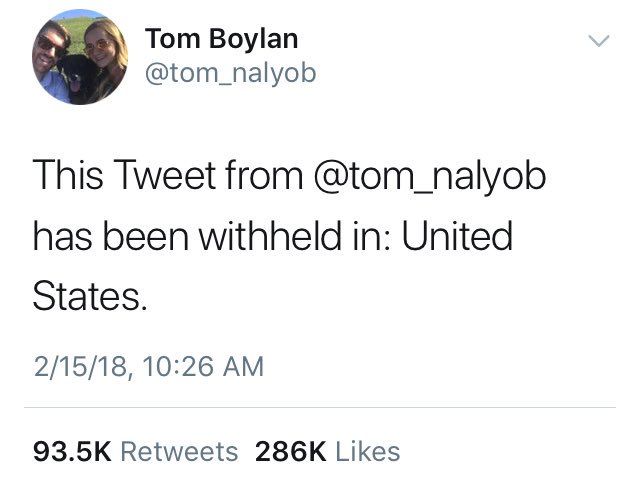 Tom Boylan
@tom_nalyob
This Tweet from @tom_nalyob
has been withheld in: United
States.
2/15/18, 10:26 AM
93.5K Retweets 286K Likes